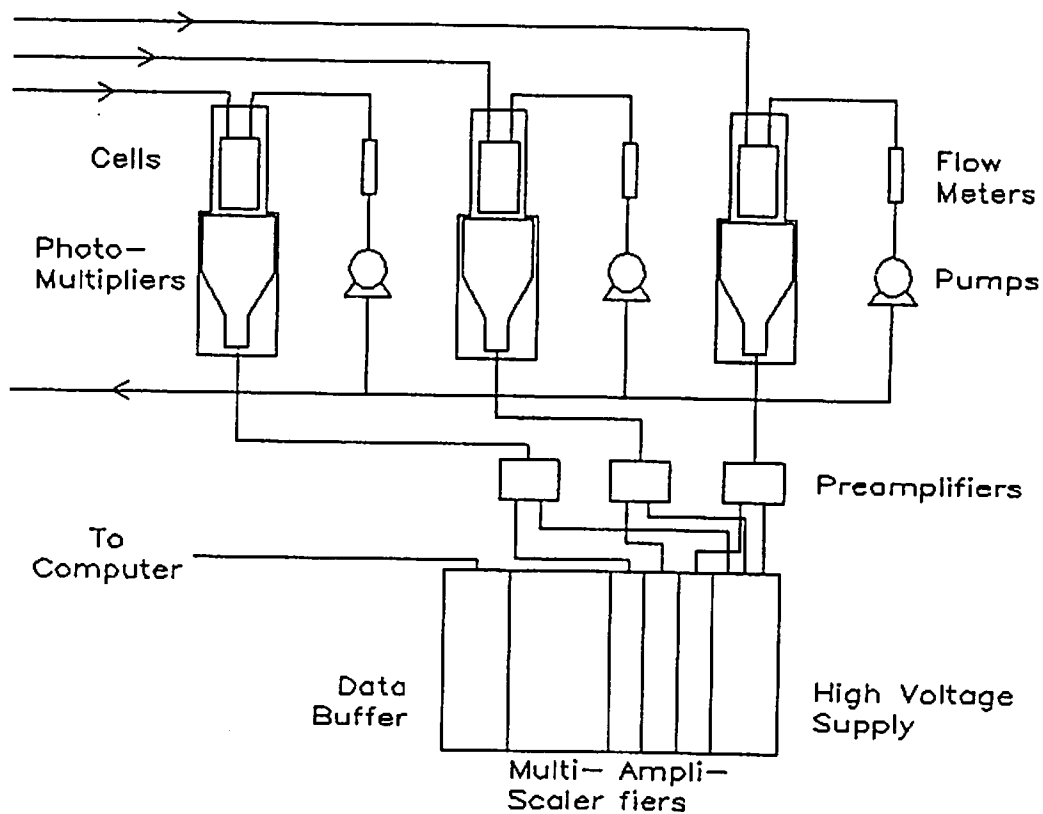 Cells
Flow
Meters
Photo-
Multipliers
Pumps
Preamplifiers
To
Computer
Data
Buffer
High Voltage
Supply
Multi- Ampli-
Scaler fiers